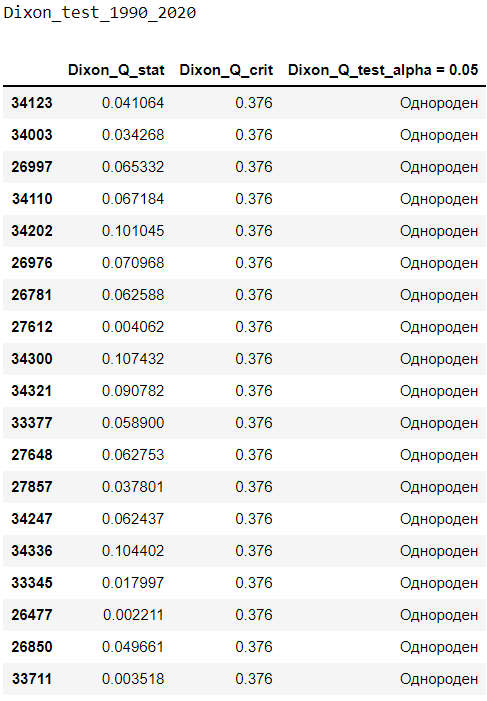 Dixon_test_1990_2020
Dixon_Q_stat Dixon_Q_crit Dixon_Q_test_alpha = 0.05
34123 0.041064 0.376 Однороден
34003 0.034268 0.376 Однороден
26997 0.065332 0.376 Однороден
34110 0.067184 0.376 Однороден
34202 0.101045 0.376 Однороден
26976 0.070968 0.376 Однороден
26781 0.062588 0.376 Однороден
27612 0.004062 0.376 Однороден
34300 0.107432 0.376 Однороден
34321 0.090782 0.376 Однороден
33377 0.058900 0.376 Однороден
27648 0.062753 0.376 Однороден
27857 0.037801 0.376 Однороден
34247 0.062437 0.376 Однороден
34336 0.104402 0.376 Однороден
33345 0.017997 0.376 Однороден
26477 0.002211 0.376 Однороден
26850 0.049661 0.376 Однороден
33711 0.003518 0.376 Однороден